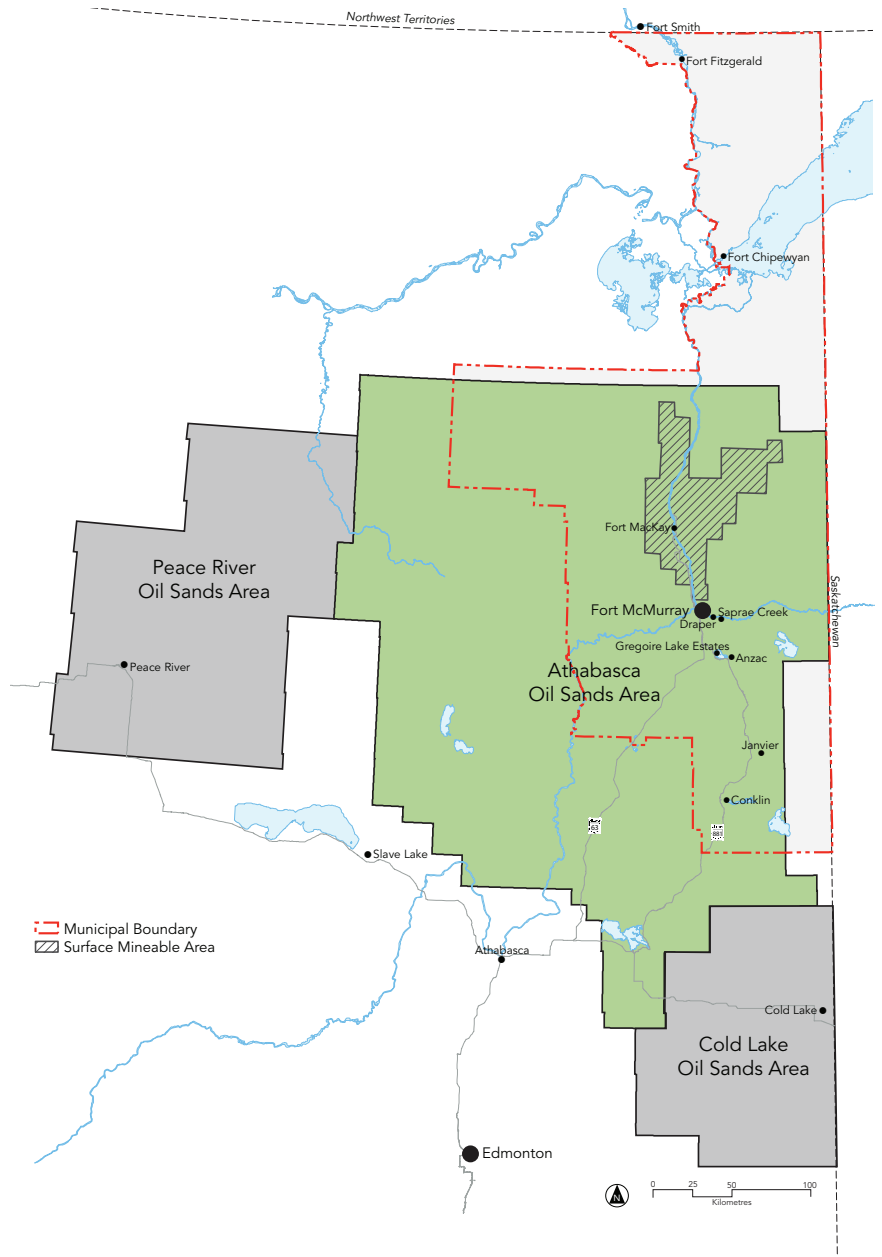 Northwest Territories
Fort Smith
Fort Fitzgerald
Fort Chipewyan
Fort MacKay
Peace River
Oil Sands Area
Saskatchewan
Fort McMurray
Saprae Creek
Draper
Gregoire Lake Estates
Anzac
Peace River
Athabasca
Oil Sands Area
Janvier
Conklin
63
881
Slave Lake
Municipal Boundary
Surface Mineable Area
Athabasca
Cold Lake
Cold Lake
Oil Sands Area
Edmonton
N
0 25 50 100
Kilometres